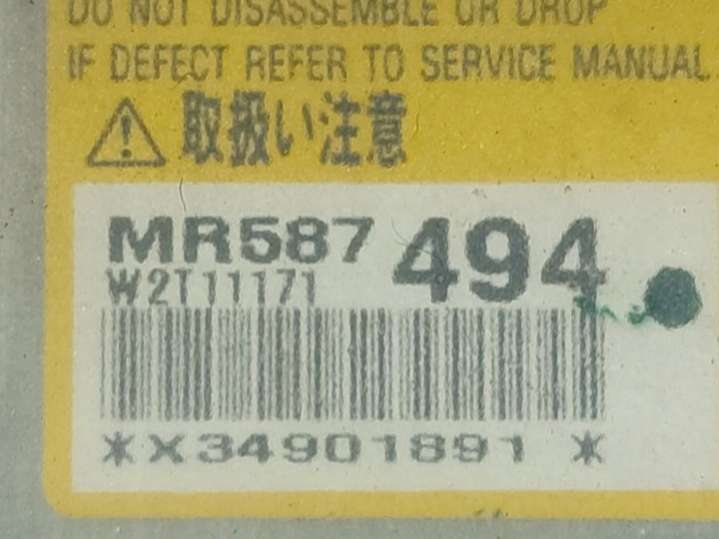 DO NOT DISASSEMBLE OR DROP
IF DEFECT REFER TO SERVICE MANUAL
取扱い注意
MR587 494
W2T11171
*X34901891 *